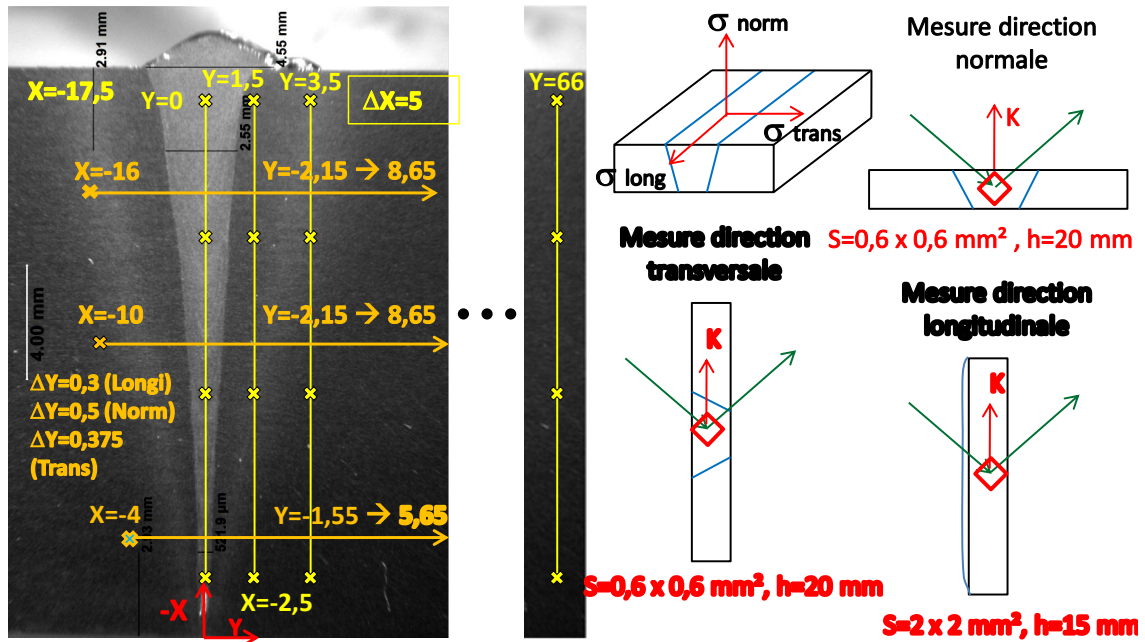 2.91 mm
4.55 mm
X=-17,5
Y=0
Y=1,5
Y=3,5
ΔX=5
Y=66
2.55 mm
X=-16
Y=-2,15 → 8,65
4.00 mm
X=-10
Y=-2,15 → 8,65
ΔY=0,3 (Longi)
ΔY=0,5 (Norm)
ΔY=0,375
(Trans)
X=-4
Y=-1,55 → 5,65
521.9 µm
X=-2,5
-X
Y
σ norm
σ trans
σ long
Mesure direction
normale
K
S=0,6 x 0,6 mm² , h=20 mm
Mesure direction
transversale
K
S=0,6 x 0,6 mm², h=20 mm
Mesure direction
longitudinale
K
S=2 x 2 mm², h=15 mm